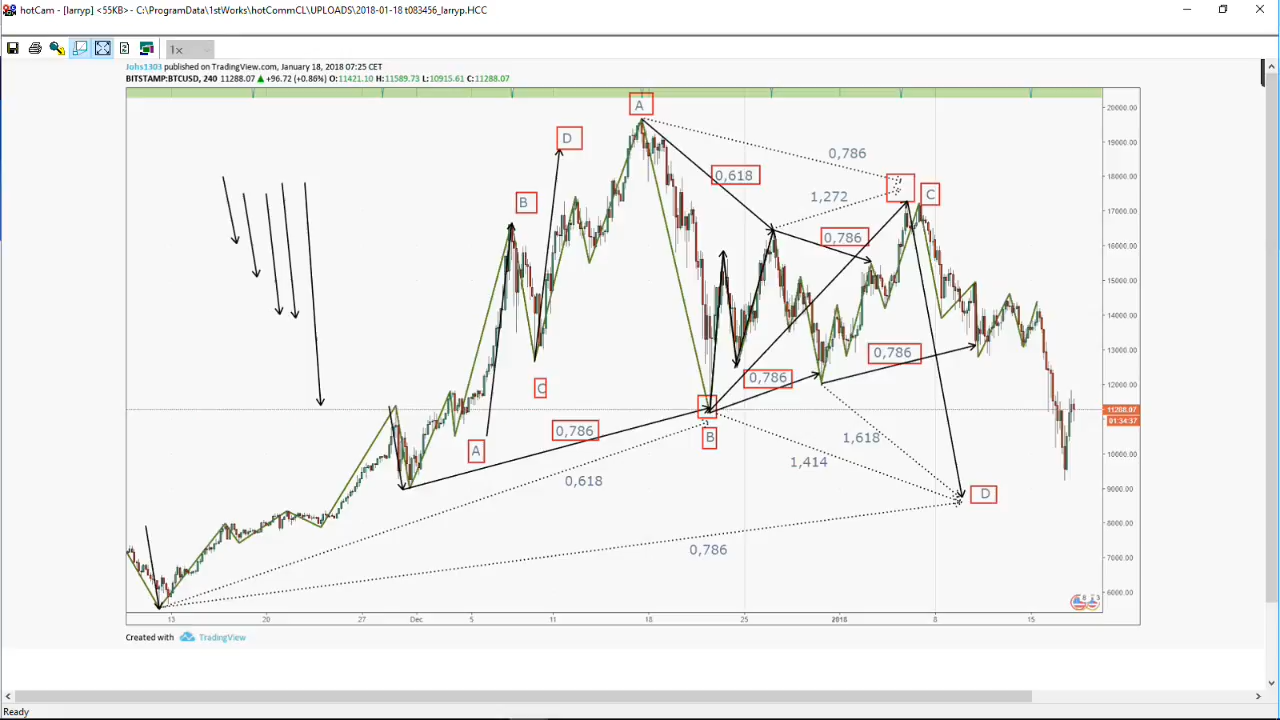 hotCam - [larryp] <55KB> - C:/ProgramData/1stWorks/hotCommCL/UPLOADS/2018-01-18 t083456_larryp.HCC
1x
Johs1303 published on TradingView.com, January 18, 2018 07:25 CET
BITSTAMP:BTCUSD, 240 11288.07 ▲ +96.72 (+0.86%) O:11421.10 H:11589.73 L:10915.61 C:11288.07
A
20000.00
D
19000.00
0,786
0,618
18000.00
1,272
C
B
17000.00
0,786
16000.00
15000.00
14000.00
0,786
13000.00
0,786
C
12000.00
11288.07
01:34:37
0,786
B
1,618
A
10000.00
1,414
0,618
D
9000.00
8000.00
0,786
7000.00
6000.00
13
20
27
Dec
5
11
18
25
2018
8
15
Created with TradingView
Ready